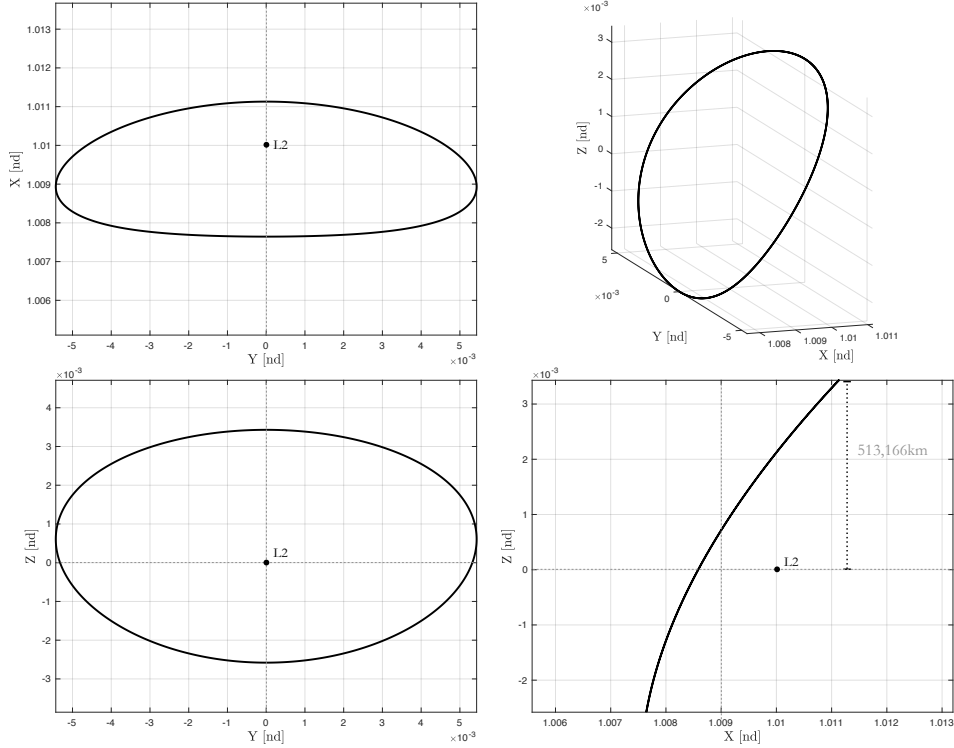 1.013
1.012
1.011
1.01
1.009
1.008
1.007
1.006
X [nd]
L2
-5 -4 -3 -2 -1 0 1 2 3 4 5
Y [nd]
×10⁻³
×10⁻³
3
2
1
0
-1
-2
Z [nd]
5
0
-5
×10⁻³
Y [nd]
1.008 1.009 1.01 1.011
X [nd]
×10⁻³
4
3
2
1
0
-1
-2
-3
Z [nd]
L2
-5 -4 -3 -2 -1 0 1 2 3 4 5
Y [nd]
×10⁻³
×10⁻³
3
2
1
0
-1
-2
Z [nd]
513,166km
L2
1.006 1.007 1.008 1.009 1.01 1.011 1.012 1.013
X [nd]